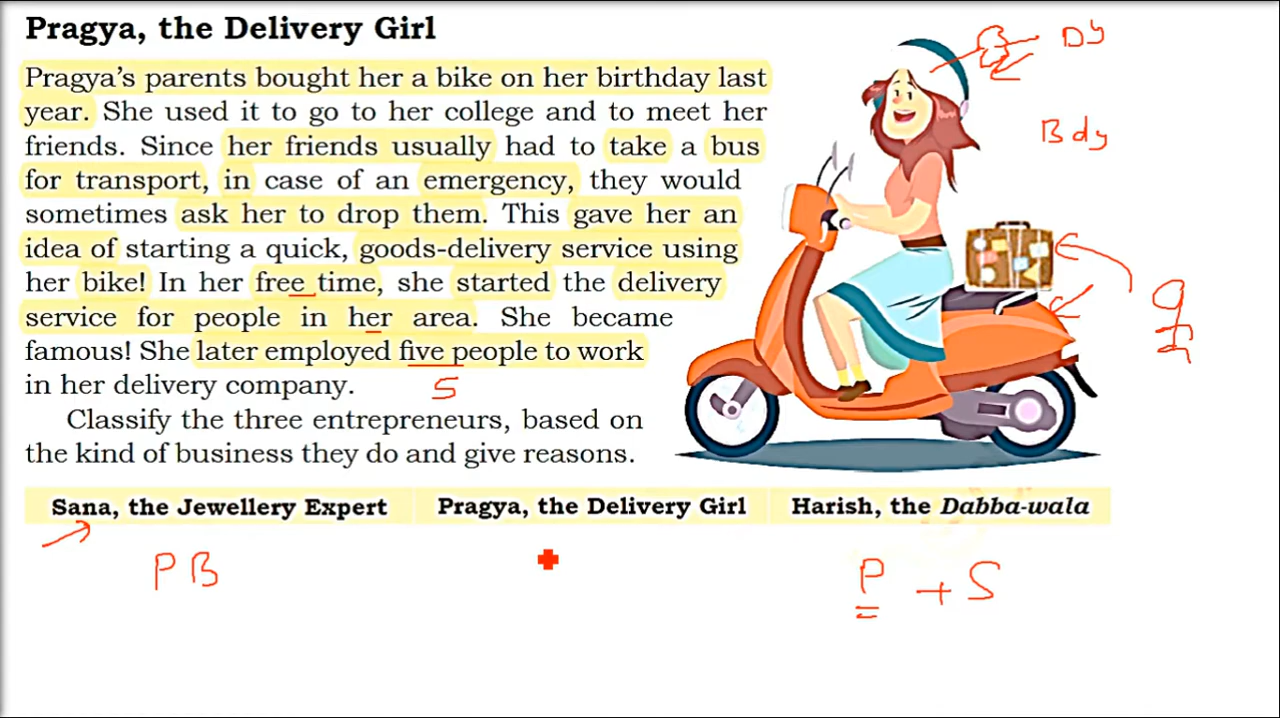 Pragya, the Delivery Girl
Pragya's parents bought her a bike on her birthday last
year. She used it to go to her college and to meet her
friends. Since her friends usually had to take a bus
for transport, in case of an emergency, they would
sometimes ask her to drop them. This gave her an
idea of starting a quick, goods-delivery service using
her bike! In her free time, she started the delivery
service for people in her area. She became
famous! She later employed five people to work
in her delivery company.
Classify the three entrepreneurs, based on
the kind of business they do and give reasons.
Dy
B dy
5
Sana, the Jewellery Expert Pragya, the Delivery Girl Harish, the Dabba-wala
P B
P + S